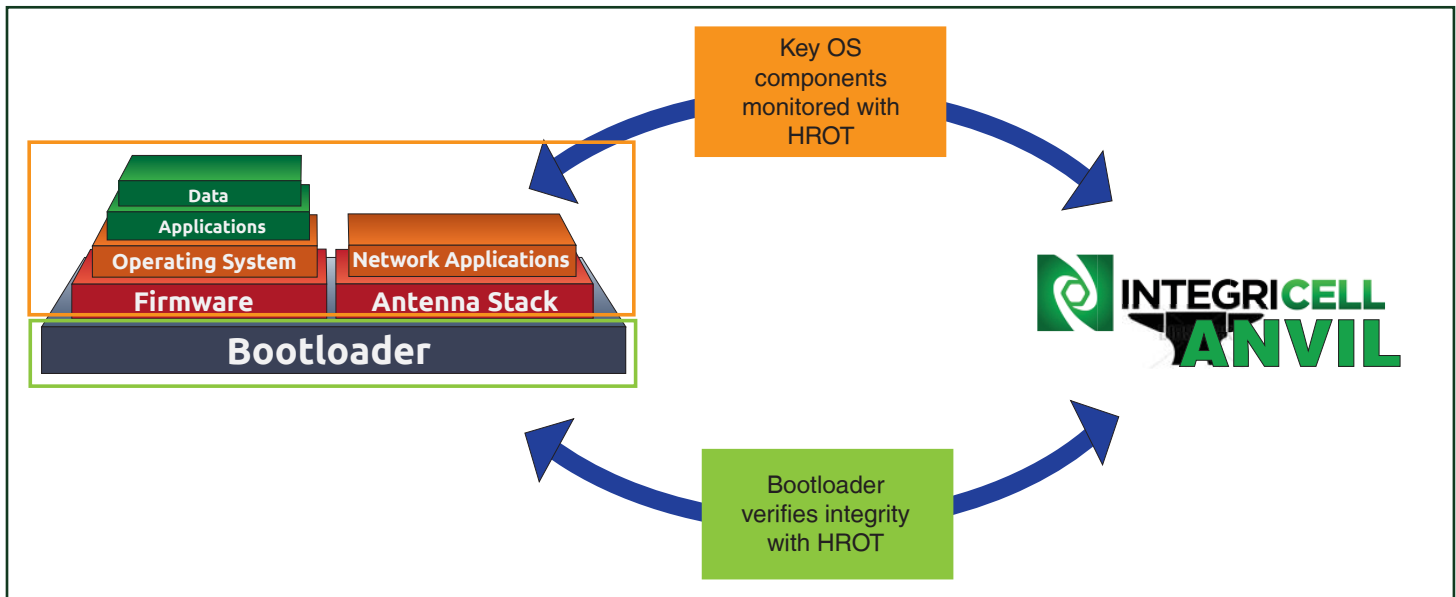 Key OS
components
monitored with
HROT
Data
Applications
Operating System
Network Applications
Firmware
Antenna Stack
Bootloader
INTEGRICELL
ANVIL
Bootloader
verifies integrity
with HROT